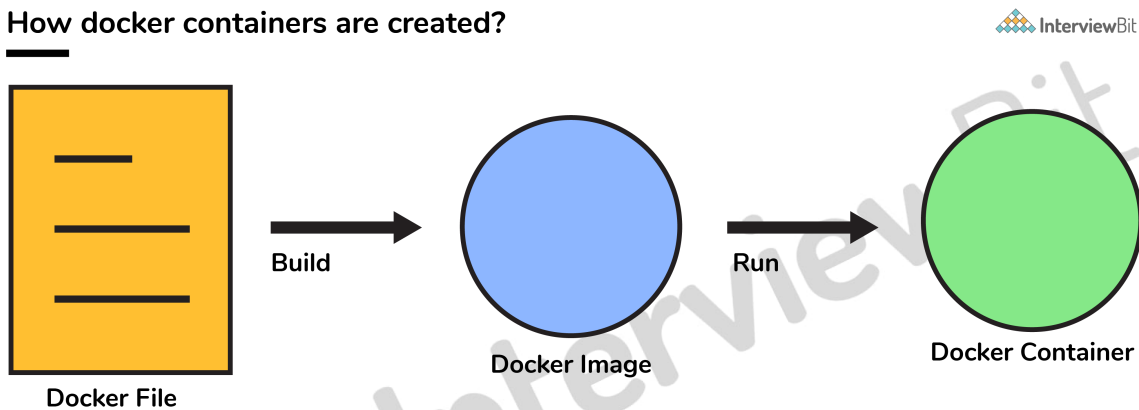 How docker containers are created?
InterviewBit
InterviewBit
Build
Run
Docker Image
Docker Container
Docker File